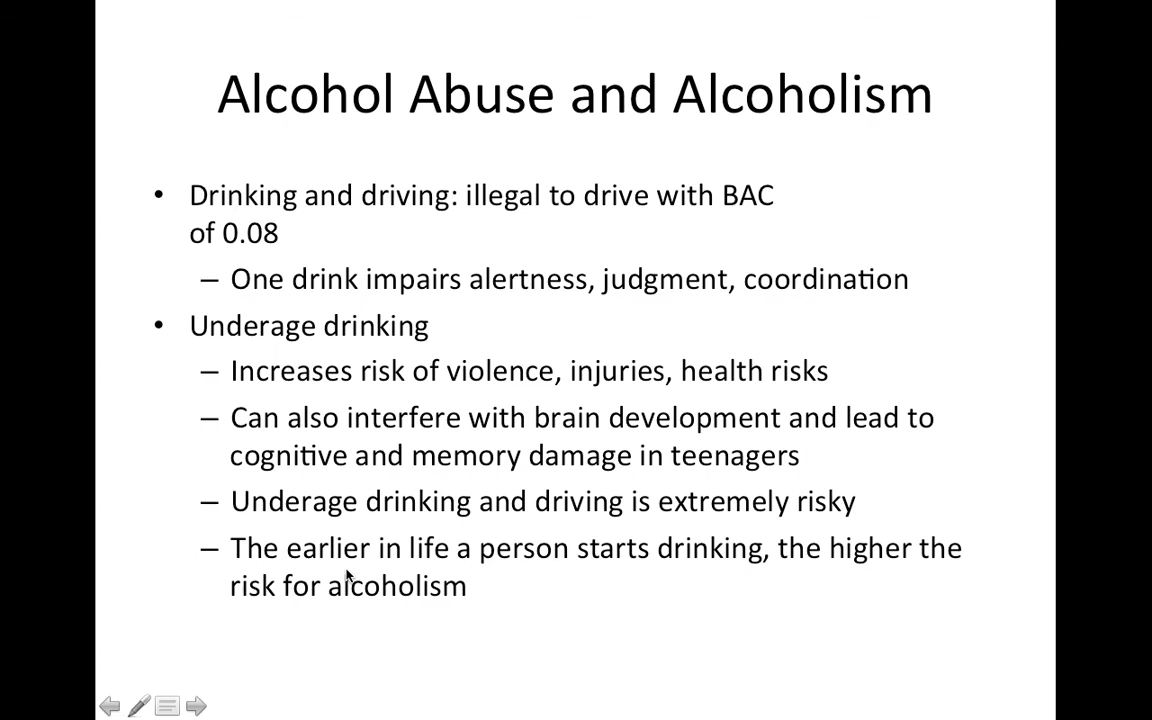 Alcohol Abuse and Alcoholism
• Drinking and driving: illegal to drive with BAC
of 0.08
– One drink impairs alertness, judgment, coordination
• Underage drinking
– Increases risk of violence, injuries, health risks
– Can also interfere with brain development and lead to
cognitive and memory damage in teenagers
– Underage drinking and driving is extremely risky
– The earlier in life a person starts drinking, the higher the
risk for alcoholism